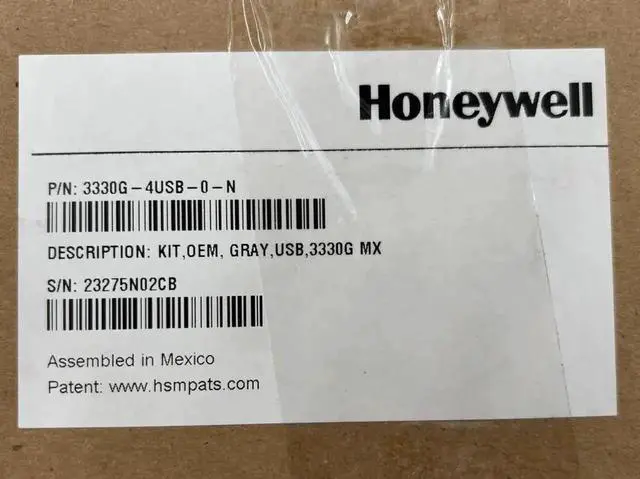 Honeywell
P/N: 3330G-4USB-0-N
DESCRIPTION: KIT,OEM, GRAY,USB,3330G MX
S/N: 23275N02CB
Assembled in Mexico
Patent: www.hsmpats.com